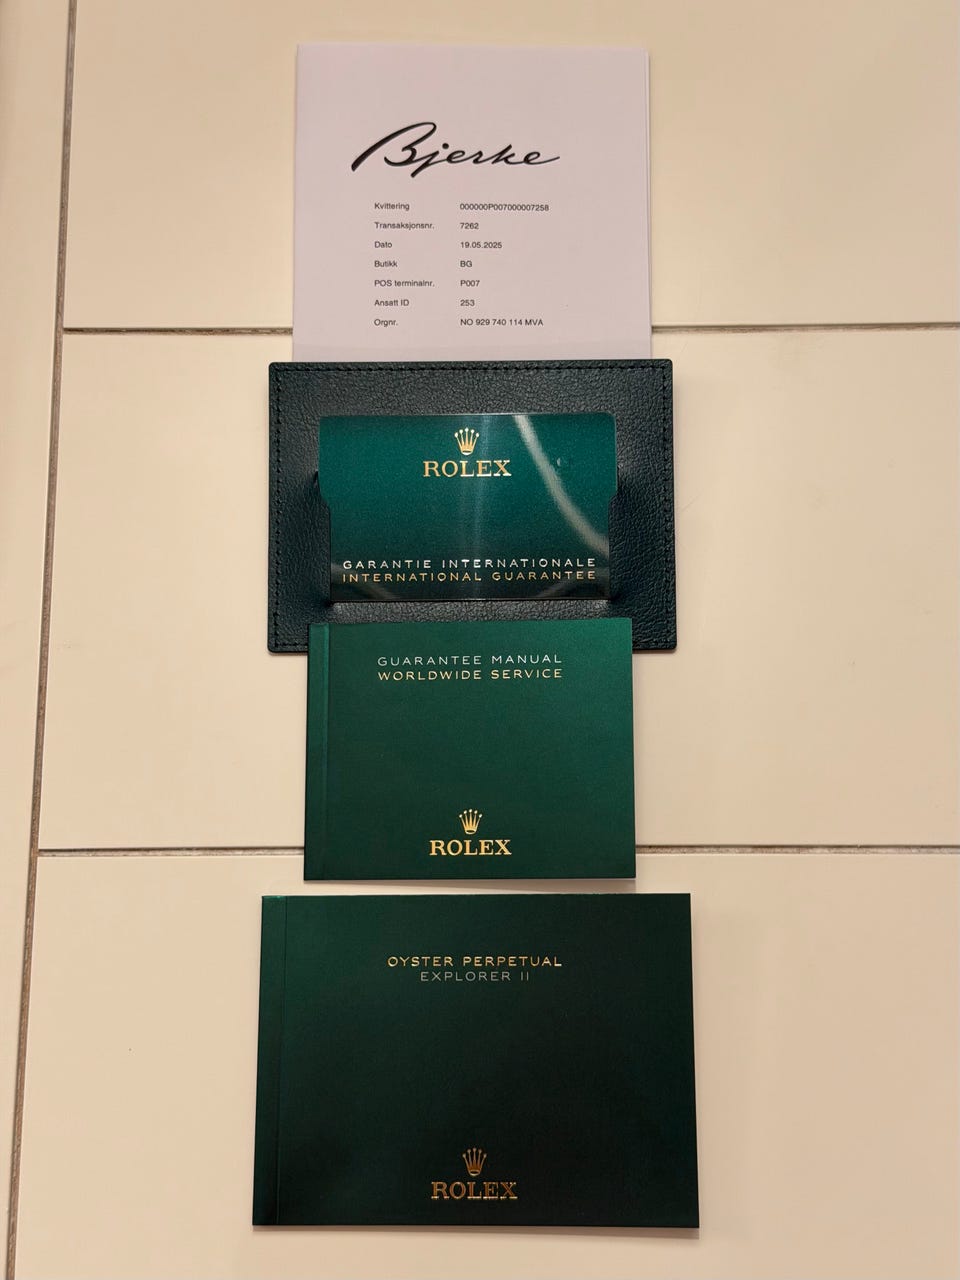 Bjerke
Kvittering 000000P007000007258
Transaksjonsnr. 7262
Dato 19.05.2025
Butikk BG
POS terminalnr. P007
Ansatt ID 253
Orgnr. NO 929 740 114 MVA
ROLEX
GARANTIE INTERNATIONALE
INTERNATIONAL GUARANTEE
GUARANTEE MANUAL
WORLDWIDE SERVICE
ROLEX
OYSTER PERPETUAL
EXPLORER II
ROLEX